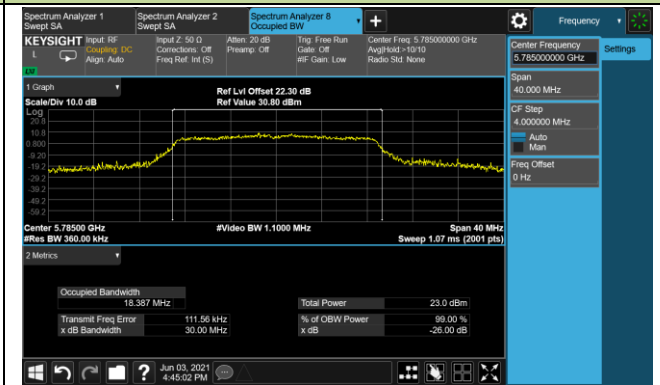 Spectrum Analyzer 1
Swept SA
Spectrum Analyzer 2
Swept SA
Spectrum Analyzer 8
Occupied BW
Frequency
KEYSIGHT
L
Input: RF
Coupling: DC
Align: Auto
Input Z: 50 Ω
Corrections: Off
Freq Ref: Int (S)
Atten: 20 dB
Preamp: Off
Trig: Free Run
Gate: Off
#IF Gain: Low
Center Freq: 5.785000000 GHz
Avg|Hold:>10/10
Radio Std: None
Center Frequency
5.785000000 GHz
Settings
Span
40.000 MHz
CF Step
4.000000 MHz
Auto
Man
Freq Offset
0 Hz
1 Graph
Scale/Div 10.0 dB
Ref Lvl Offset 22.30 dB
Ref Value 30.80 dBm
Log
20.8
10.8
0.800
-9.20
-19.2
-29.2
-39.2
-49.2
-59.2
Center 5.78500 GHz
#Res BW 360.00 kHz
#Video BW 1.1000 MHz
Span 40 MHz
Sweep 1.07 ms (2001 pts)
2 Metrics
Occupied Bandwidth
18.387 MHz
Total Power
23.0 dBm
Transmit Freq Error
111.56 kHz
% of OBW Power
99.00 %
x dB Bandwidth
30.00 MHz
x dB
-26.00 dB
?
Jun 03, 2021
4:45:02 PM